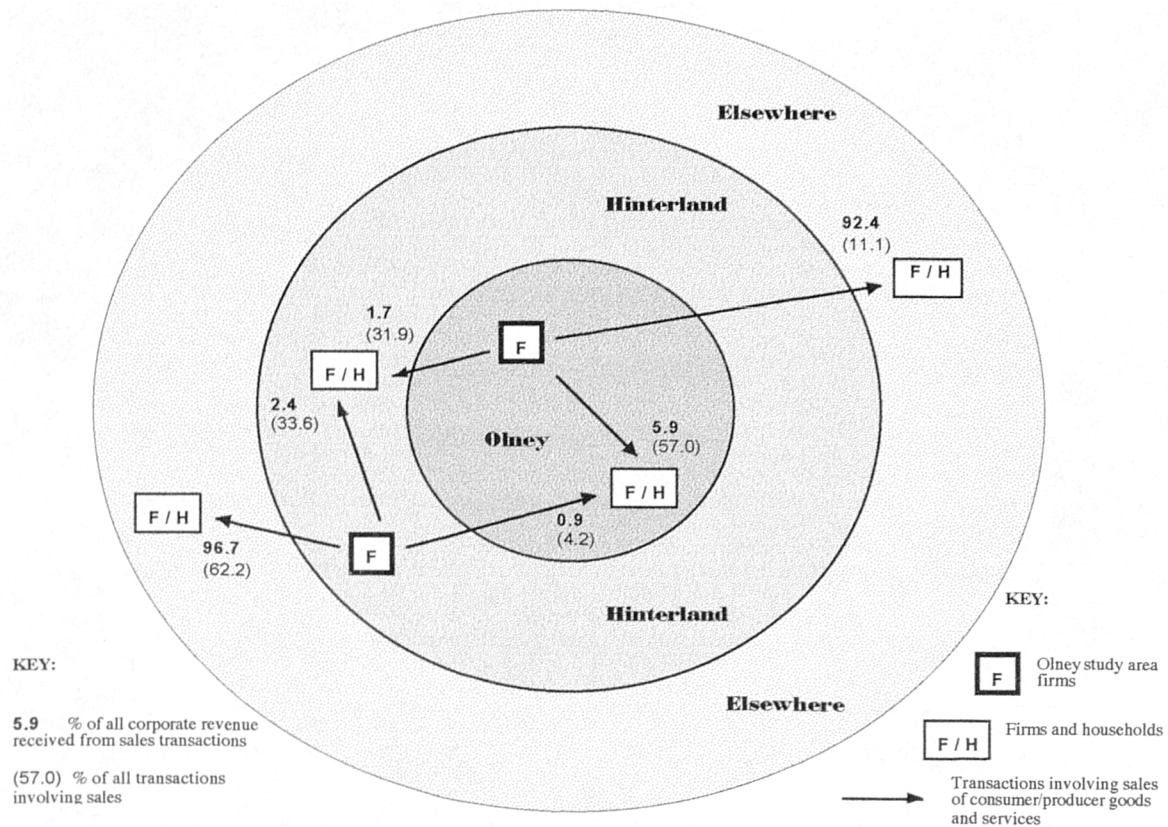 Elsewhere
Hinterland
92.4
(11.1)
F / H
1.7
(31.9)
F
F / H
2.4
(33.6)
Olney
5.9
(57.0)
F / H
F / H
0.9
(4.2)
96.7
(62.2)
F
Hinterland
Elsewhere
KEY:
5.9 % of all corporate revenue
received from sales transactions
(57.0) % of all transactions
involving sales
KEY:
F
Olney study area
firms
F / H
Firms and households
Transactions involving sales
of consumer/producer goods
and services